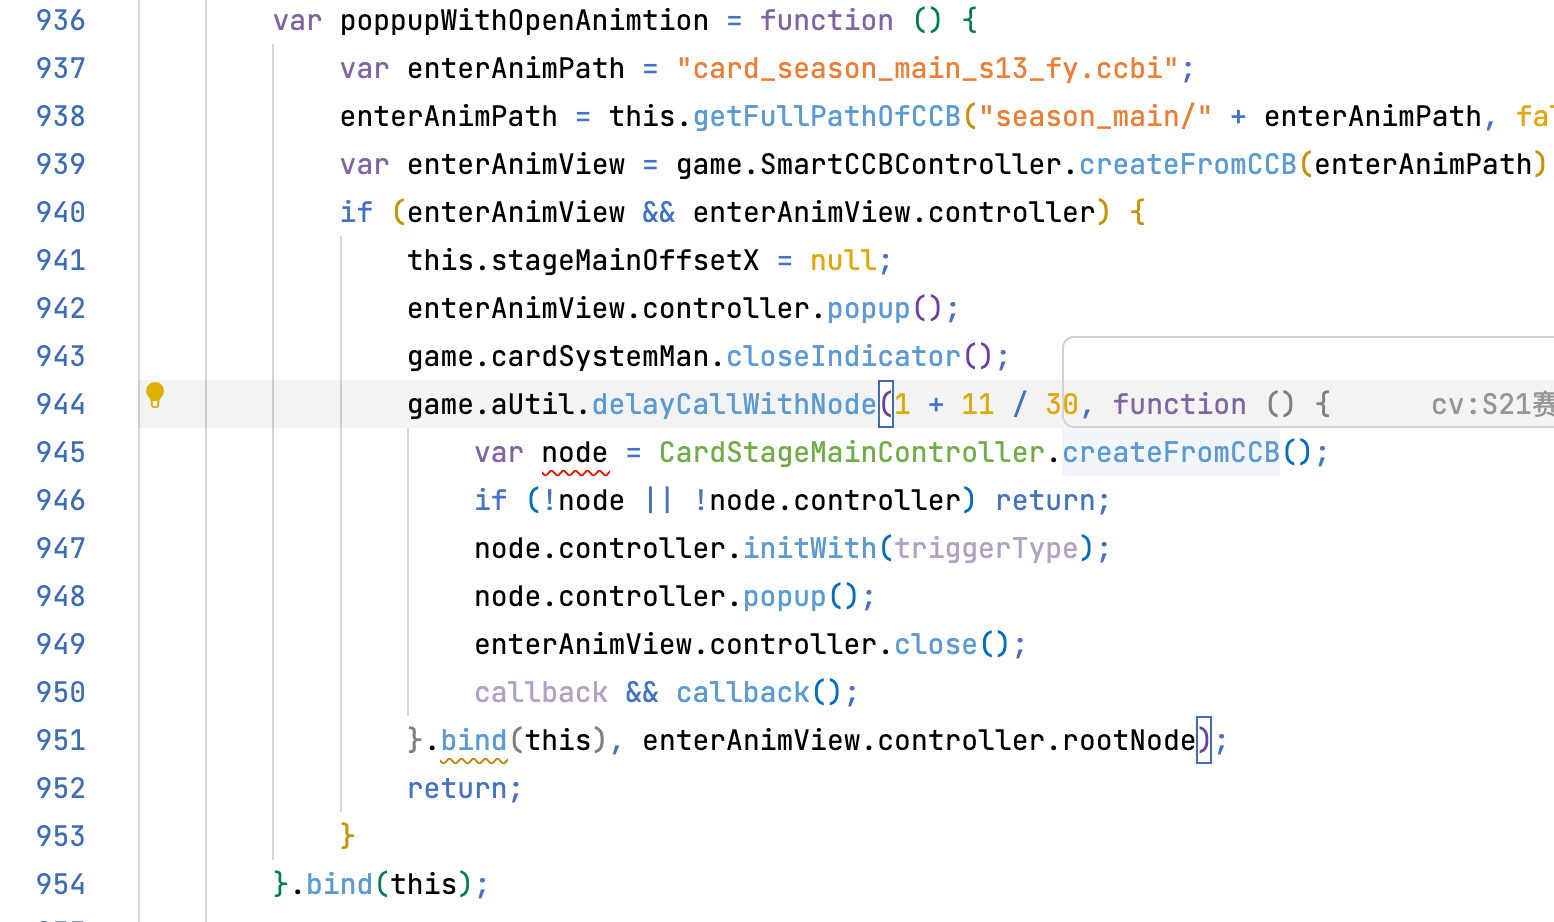 936 var poppupWithOpenAnimtion = function () {
937 var enterAnimPath = "card_season_main_s13_fy.ccbi";
938 enterAnimPath = this.getFullPathOfCCB("season_main/" + enterAnimPath, fal
939 var enterAnimView = game.SmartCCBController.createFromCCB(enterAnimPath)
940 if (enterAnimView && enterAnimView.controller) {
941 this.stageMainOffsetX = null;
942 enterAnimView.controller.popup();
943 game.cardSystemMan.closeIndicator();
944 game.aUtil.delayCallWithNode(1 + 11 / 30, function () { cv:S21赛
945 var node = CardStageMainController.createFromCCB();
946 if (!node || !node.controller) return;
947 node.controller.initWith(triggerType);
948 node.controller.popup();
949 enterAnimView.controller.close();
950 callback && callback();
951 }.bind(this), enterAnimView.controller.rootNode);
952 return;
953 }
954 }.bind(this);